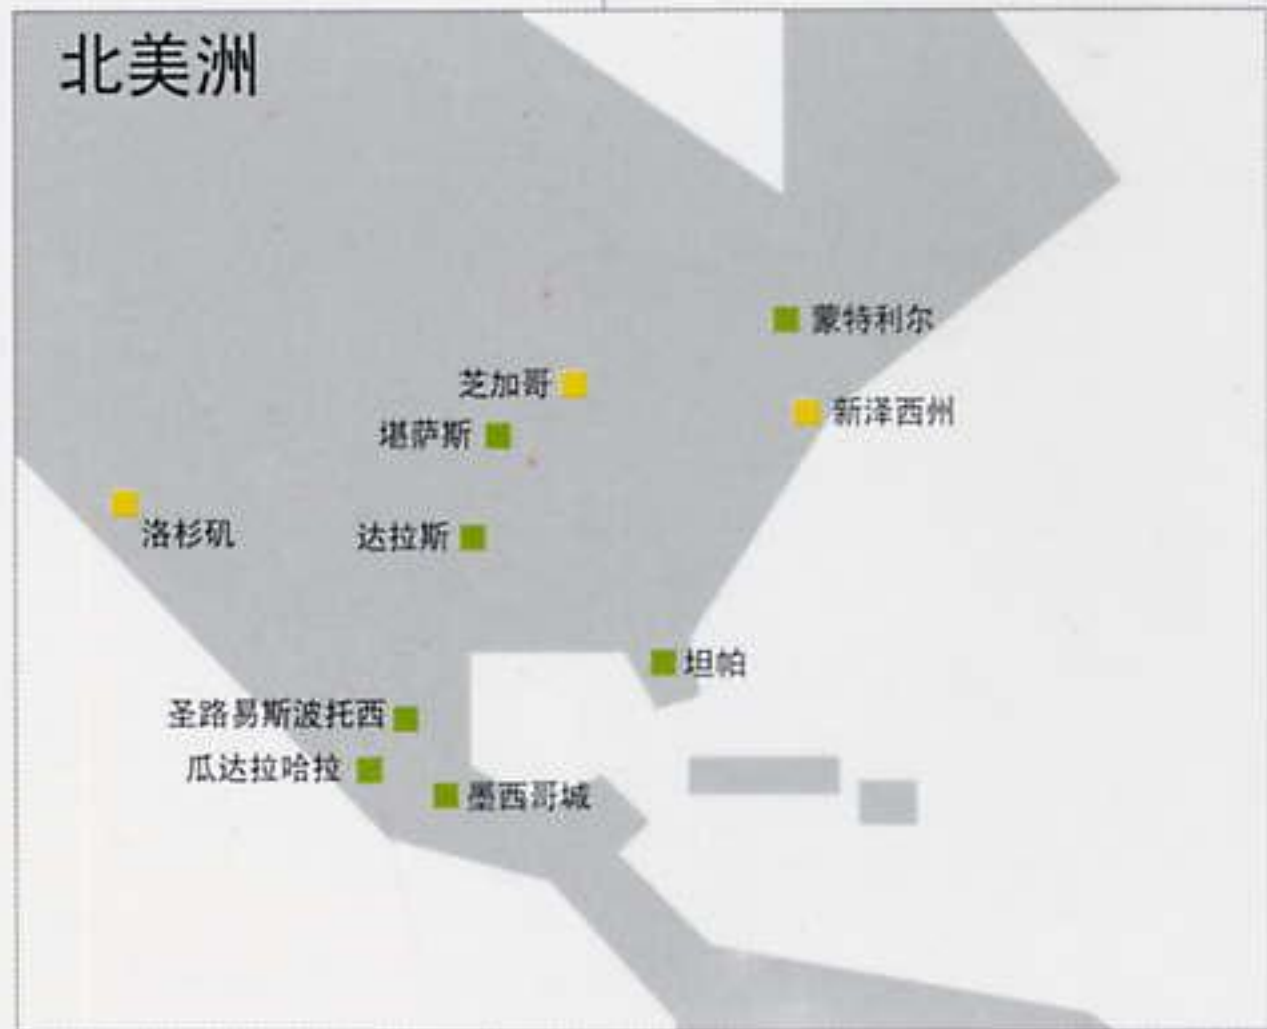 北美洲
蒙特利尔
芝加哥
新泽西州
堪萨斯
洛杉矶
达拉斯
坦帕
圣路易斯波托西
瓜达拉哈拉
墨西哥城